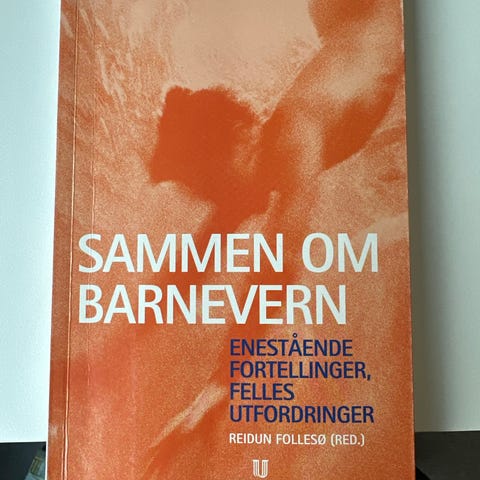 SAMMEN OM
BARNEVERN
ENESTÅENDE
FORTELLINGER,
FELLES
UTFORDRINGER
REIDUN FOLLESØ (RED.)
U